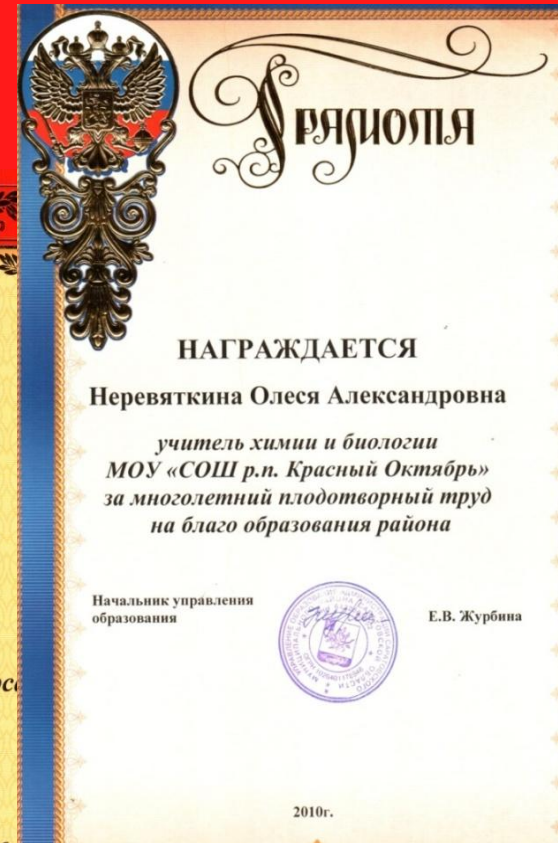 Грамота
НАГРАЖДАЕТСЯ
Неревяткина Олеся Александровна
учитель химии и биологии
МОУ «СОШ р.п. Красный Октябрь»
за многолетний плодотворный труд
на благо образования района
Начальник управления
образования
Е.В. Журбина
2010г.